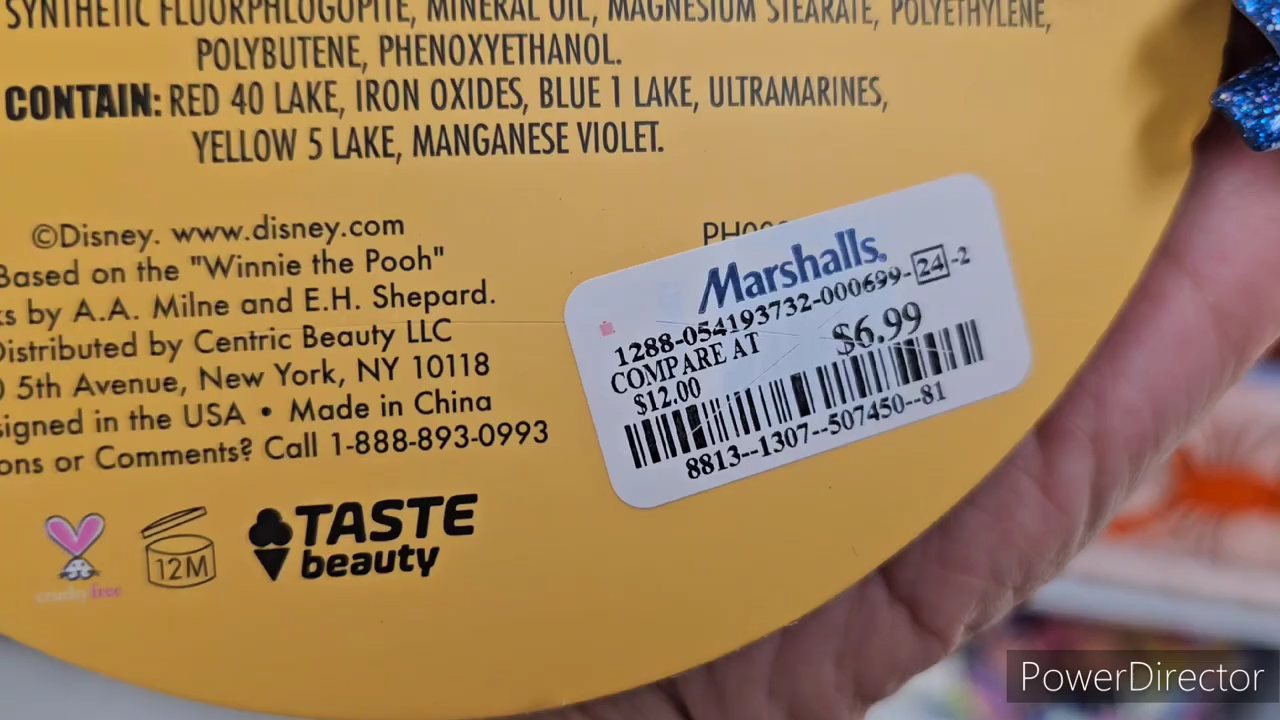 SYNTHETIC FLUORPHLOGOPITE, MINERAL OIL, MAGNESIUM STEARATE, POLYETHYLENE,
POLYBUTENE, PHENOXYETHANOL.
CONTAIN: RED 40 LAKE, IRON OXIDES, BLUE 1 LAKE, ULTRAMARINES,
YELLOW 5 LAKE, MANGANESE VIOLET.
©Disney. www.disney.com
Based on the "Winnie the Pooh"
by A.A. Milne and E.H. Shepard.
Distributed by Centric Beauty LLC
5th Avenue, New York, NY 10118
signed in the USA • Made in China
ons or Comments? Call 1-888-893-0993
cruelty free
12M
TASTE
beauty
Marshalls.
1288-054193732-000699-24-2
COMPARE AT
$12.00
$6.99
8813--1307--507450--81
PowerDirector